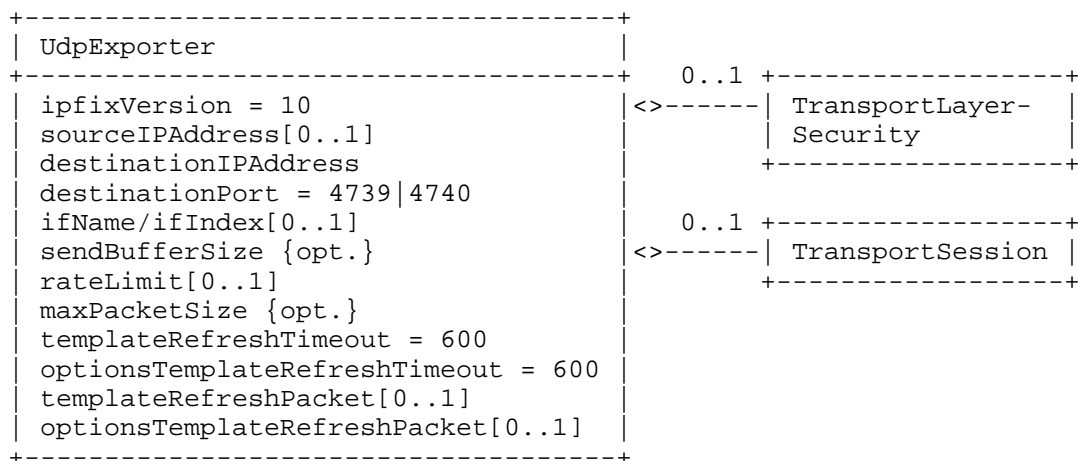 +-------------------------------------+
| UdpExporter                         |
+-------------------------------------+   0..1 +------------------+
| ipfixVersion = 10                   |<>------| TransportLayer-  |
| sourceIPAddress[0..1]               |        | Security         |
| destinationIPAddress                |        +------------------+
| destinationPort = 4739|4740         |
| ifName/ifIndex[0..1]                |   0..1 +------------------+
| sendBufferSize {opt.}               |<>------| TransportSession |
| rateLimit[0..1]                     |        +------------------+
| maxPacketSize {opt.}                |
| templateRefreshTimeout = 600        |
| optionsTemplateRefreshTimeout = 600 |
| templateRefreshPacket[0..1]         |
| optionsTemplateRefreshPacket[0..1]  |
+-------------------------------------+